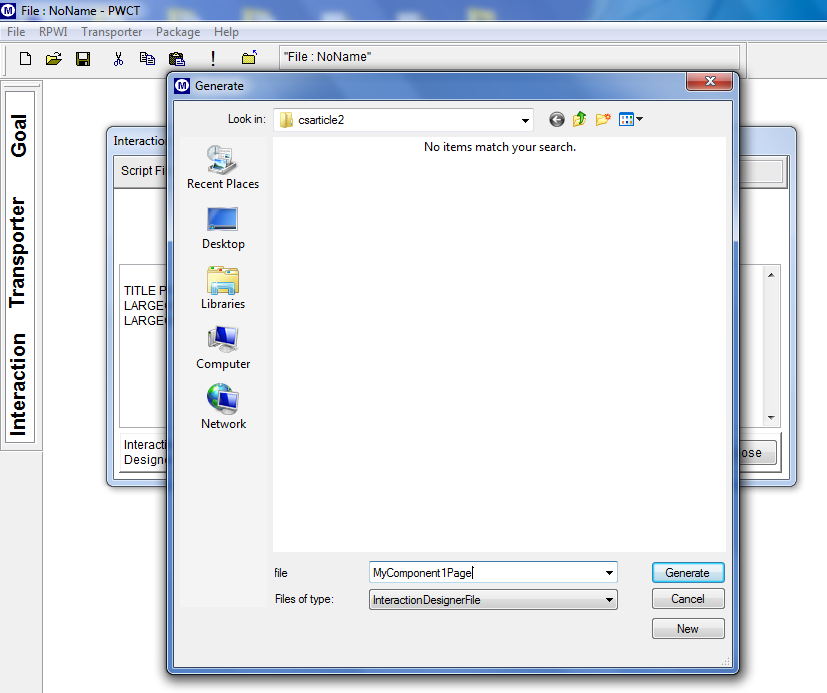 File : NoName - PWCT
File RPWI Transporter Package Help
"File : NoName"
Goal
Transporter
Interaction
Script Fi
TITLE P
LARGE
LARGE
Designe
ose
Generate
Look in: csarticle2
No items match your search.
Recent Places
Desktop
Libraries
Computer
Network
file MyComponent1Page
Files of type: InteractionDesignerFile
Generate
Cancel
New